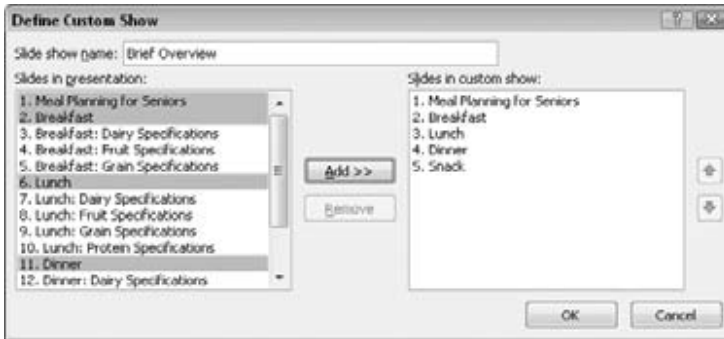 Define Custom Show
Slide show name: Brief Overview
Slides in presentation:
1. Meal Planning for Seniors
2. Breakfast
3. Breakfast: Dairy Specifications
4. Breakfast: Fruit Specifications
5. Breakfast: Grain Specifications
6. Lunch
7. Lunch: Dairy Specifications
8. Lunch: Fruit Specifications
9. Lunch: Grain Specifications
10. Lunch: Protein Specifications
11. Dinner
12. Dinner: Dairy Specifications
Add >>
Remove
Slides in custom show:
1. Meal Planning for Seniors
2. Breakfast
3. Lunch
4. Dinner
5. Snack
OK
Cancel